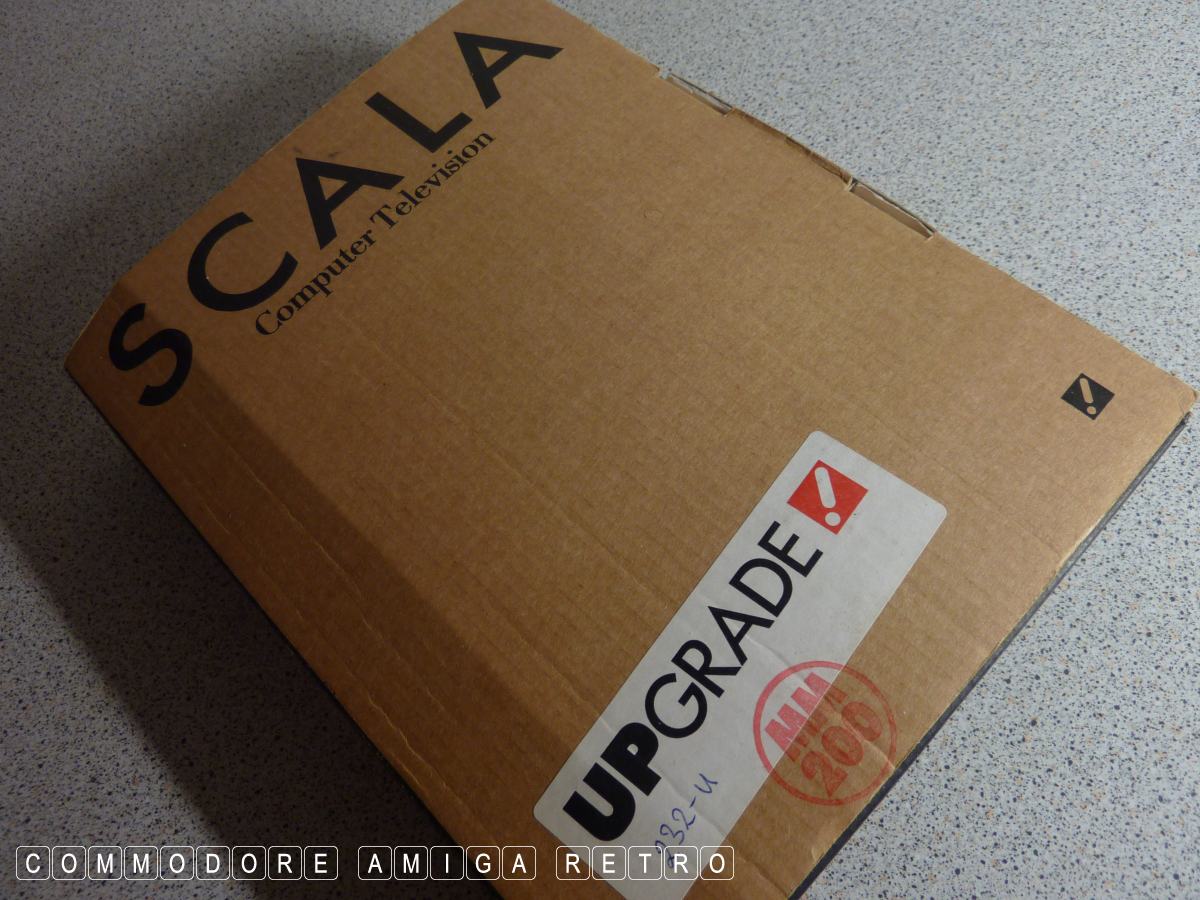 SCALA
Computer Television
UPGRADE
MM
200
232-u
COMMODORE AMIGA RETRO